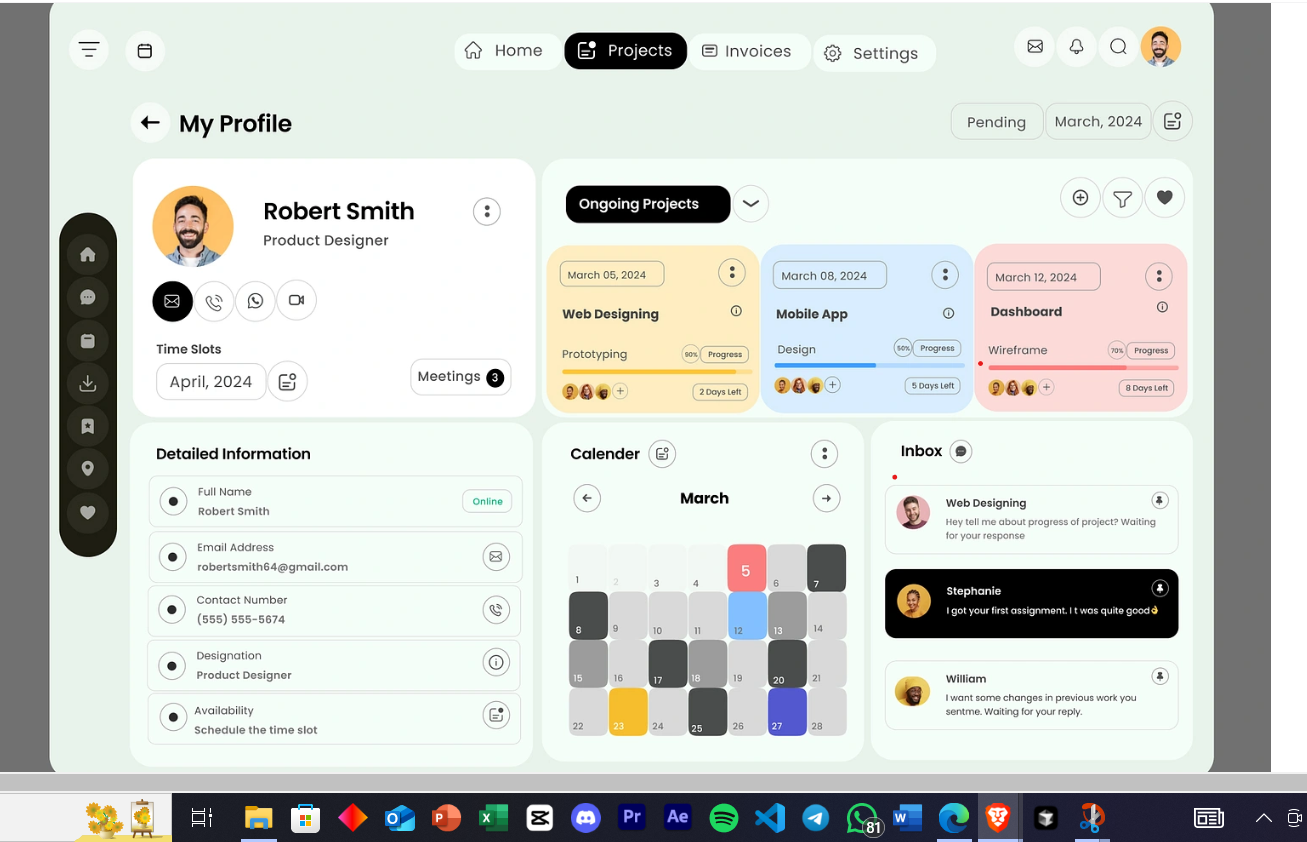 Home
Projects
Invoices
Settings
My Profile
Pending
March, 2024
Robert Smith
Product Designer
Time Slots
April, 2024
Meetings 3
Ongoing Projects
March 05, 2024
Web Designing
Prototyping
90% Progress
2 Days Left
March 08, 2024
Mobile App
Design
50% Progress
5 Days Left
March 12, 2024
Dashboard
Wireframe
70% Progress
8 Days Left
Detailed Information
Full Name
Robert Smith
Online
Email Address
robertsmith64@gmail.com
Contact Number
(555) 555-5674
Designation
Product Designer
Availability
Schedule the time slot
Calender
March
1 2 3 4 5 6 7
8 9 10 11 12 13 14
15 16 17 18 19 20 21
22 23 24 25 26 27 28
Inbox
Web Designing
Hey tell me about progress of project? Waiting
for your response
Stephanie
I got your first assignment. I t was quite good👌
William
I want some changes in previous work you
sentme. Waiting for your reply.
O
P
X
Pr
Ae
81
W